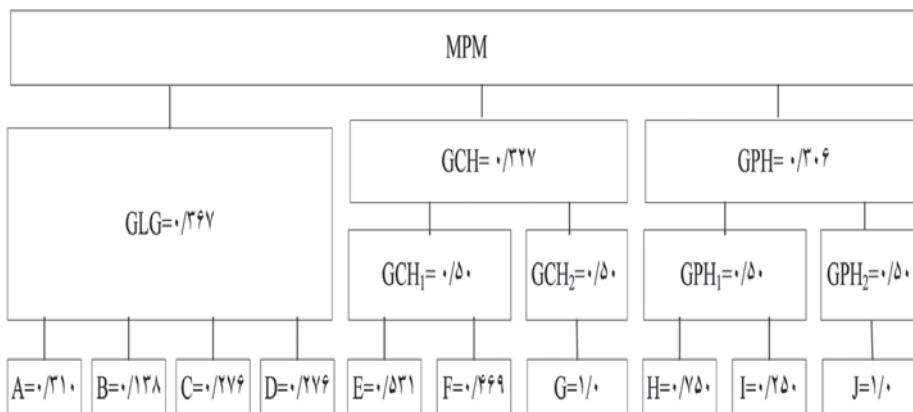 MPM
GLG=۰/۳۶۷
GCH= ۰/۳۲۷
GPH= ۰/۳۰۶
GCH₁= ۰/۵۰
GCH₂= ۰/۵۰
GPH₁= ۰/۵۰
GPH₂= ۰/۵۰
A=۰/۳۱۰
B=۰/۱۳۸
C=۰/۲۷۶
D=۰/۲۷۶
E=۰/۵۳۱
F=۰/۴۶۹
G=۱/۰
H=۰/۷۵۰
I=۰/۲۵۰
J=۱/۰